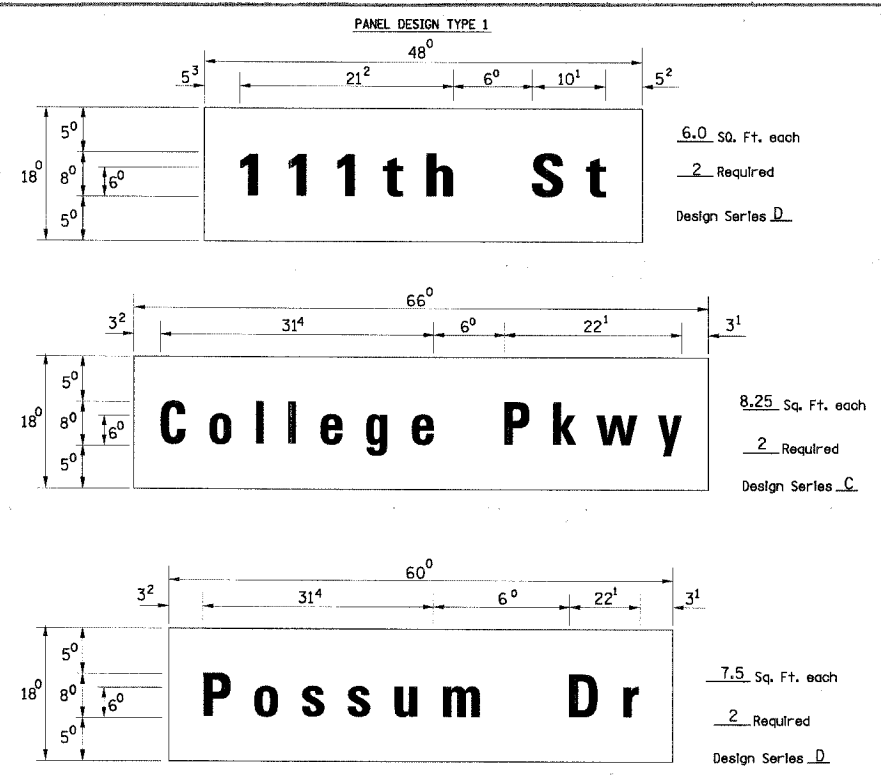 PANEL DESIGN TYPE 1
48⁰
5³ 21² 6⁰ 10¹ 5²
18⁰ 5⁰ 8⁰ 6⁰ 5⁰
111th St
6.0 SQ. Ft. each
2 Required
Design Series D
66⁰
3² 31⁴ 6⁰ 22¹ 3¹
18⁰ 5⁰ 8⁰ 6⁰ 5⁰
College Pkwy
8.25 Sq. Ft. each
2 Required
Design Series C
60⁰
3² 31⁴ 6⁰ 22¹ 3¹
18⁰ 5⁰ 8⁰ 6⁰ 5⁰
Possum Dr
7.5 Sq. Ft. each
2 Required
Design Series D